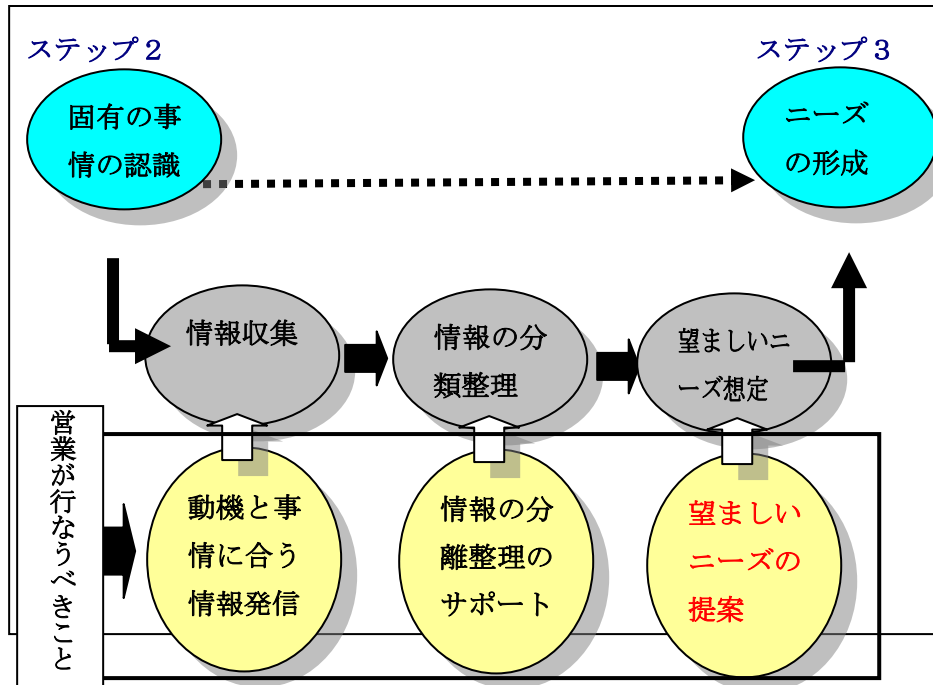 ステップ２
ステップ３
固有の事
情の認識
ニーズ
の形成
情報収集
情報の分
類整理
望ましいニ
ーズ想定
営業が行なうべきこと
動機と事
情に合う
情報発信
情報の分
離整理の
サポート
望ましい
ニーズの
提案